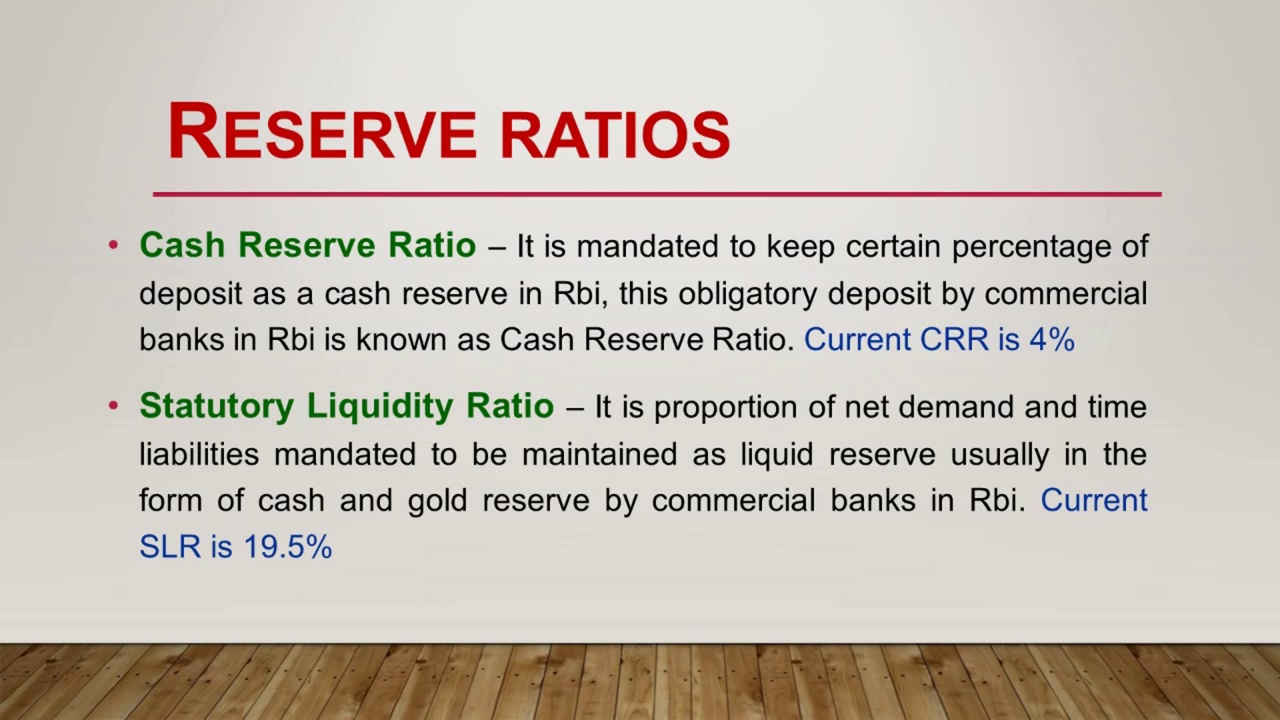 RESERVE RATIOS
• Cash Reserve Ratio – It is mandated to keep certain percentage of
deposit as a cash reserve in Rbi, this obligatory deposit by commercial
banks in Rbi is known as Cash Reserve Ratio. Current CRR is 4%
• Statutory Liquidity Ratio – It is proportion of net demand and time
liabilities mandated to be maintained as liquid reserve usually in the
form of cash and gold reserve by commercial banks in Rbi. Current
SLR is 19.5%